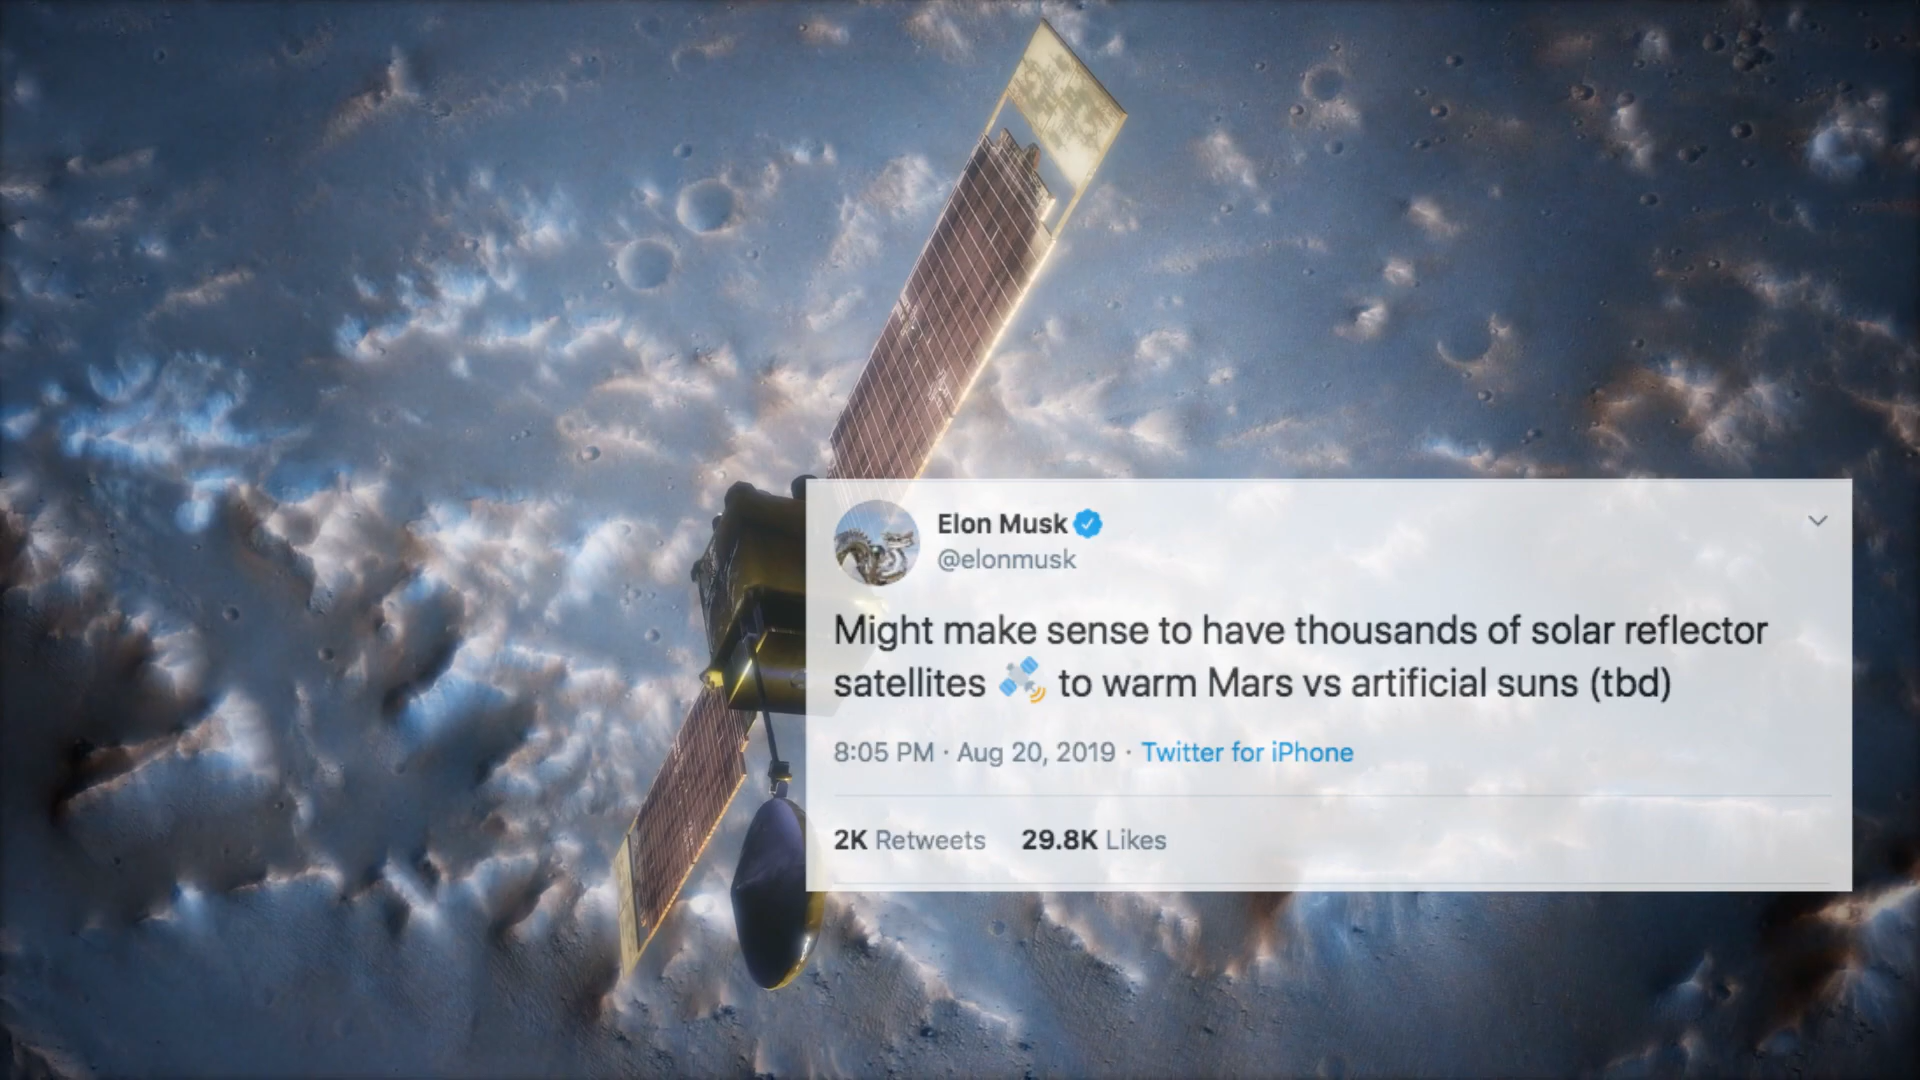 Elon Musk
@elonmusk
Might make sense to have thousands of solar reflector
satellites 🛰 to warm Mars vs artificial suns (tbd)
8:05 PM · Aug 20, 2019 · Twitter for iPhone
2K Retweets 29.8K Likes